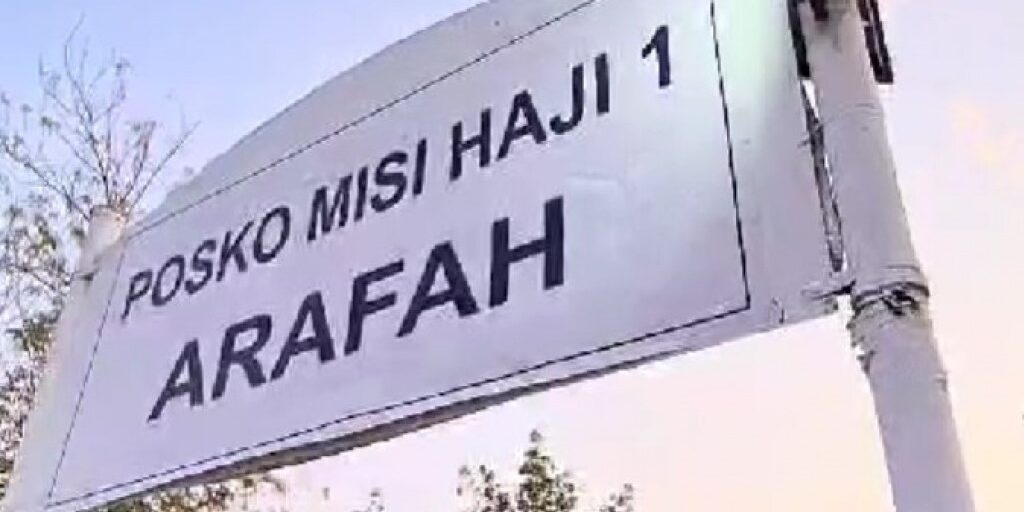 POSKO MISI HAJI 1
ARAFAH